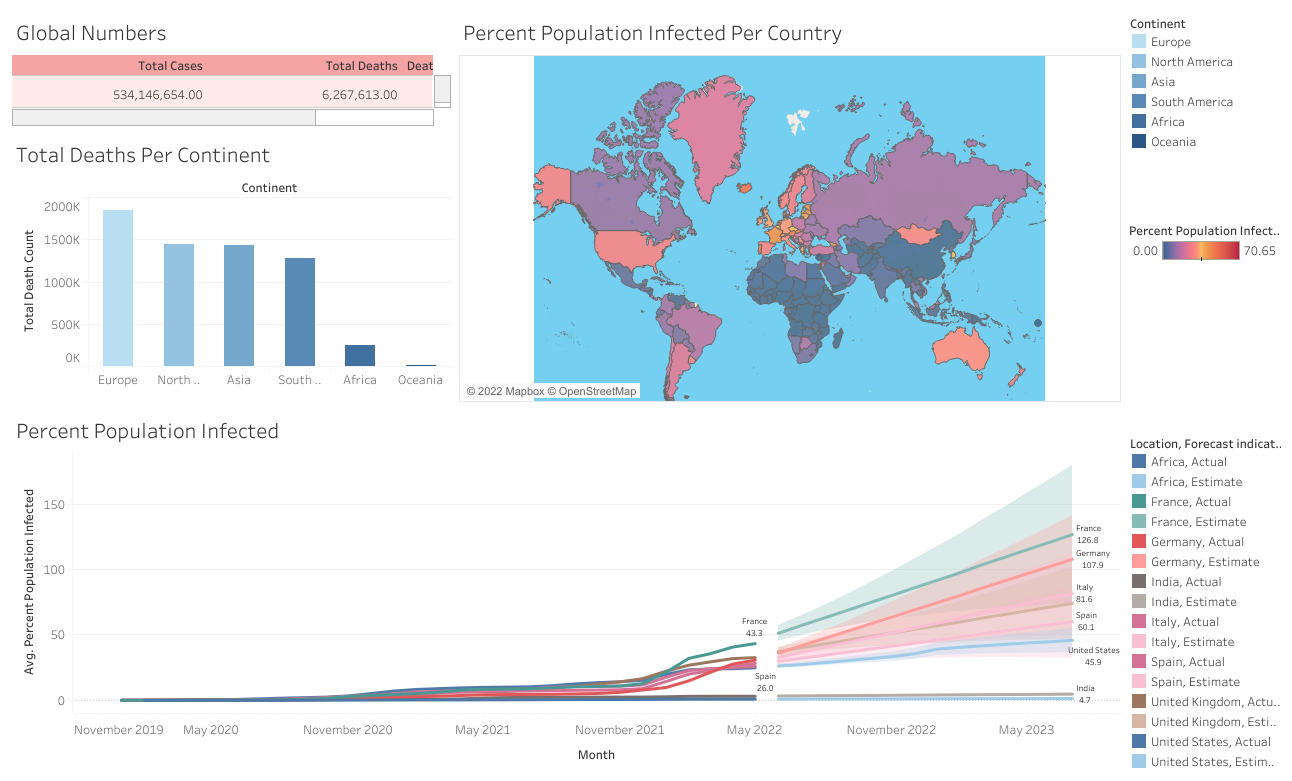 Global Numbers
Total Cases Total Deaths Deat
534,146,654.00 6,267,613.00
Total Deaths Per Continent
Continent
Total Death Count
2000K
1500K
1000K
500K
0K
Europe North .. Asia South .. Africa Oceania
Percent Population Infected Per Country
© 2022 Mapbox © OpenStreetMap
Continent
Europe
North America
Asia
South America
Africa
Oceania
Percent Population Infect..
0.00 70.65
Percent Population Infected
Avg. Percent Population Infected
150
100
50
0
France
43.3
Spain
26.0
France
126.8
Germany
107.9
Italy
81.6
Spain
60.1
United States
45.9
India
4.7
November 2019 May 2020 November 2020 May 2021 November 2021 May 2022 November 2022 May 2023
Month
Location, Forecast indicat..
Africa, Actual
Africa, Estimate
France, Actual
France, Estimate
Germany, Actual
Germany, Estimate
India, Actual
India, Estimate
Italy, Actual
Italy, Estimate
Spain, Actual
Spain, Estimate
United Kingdom, Actu..
United Kingdom, Esti..
United States, Actual
United States, Estim..